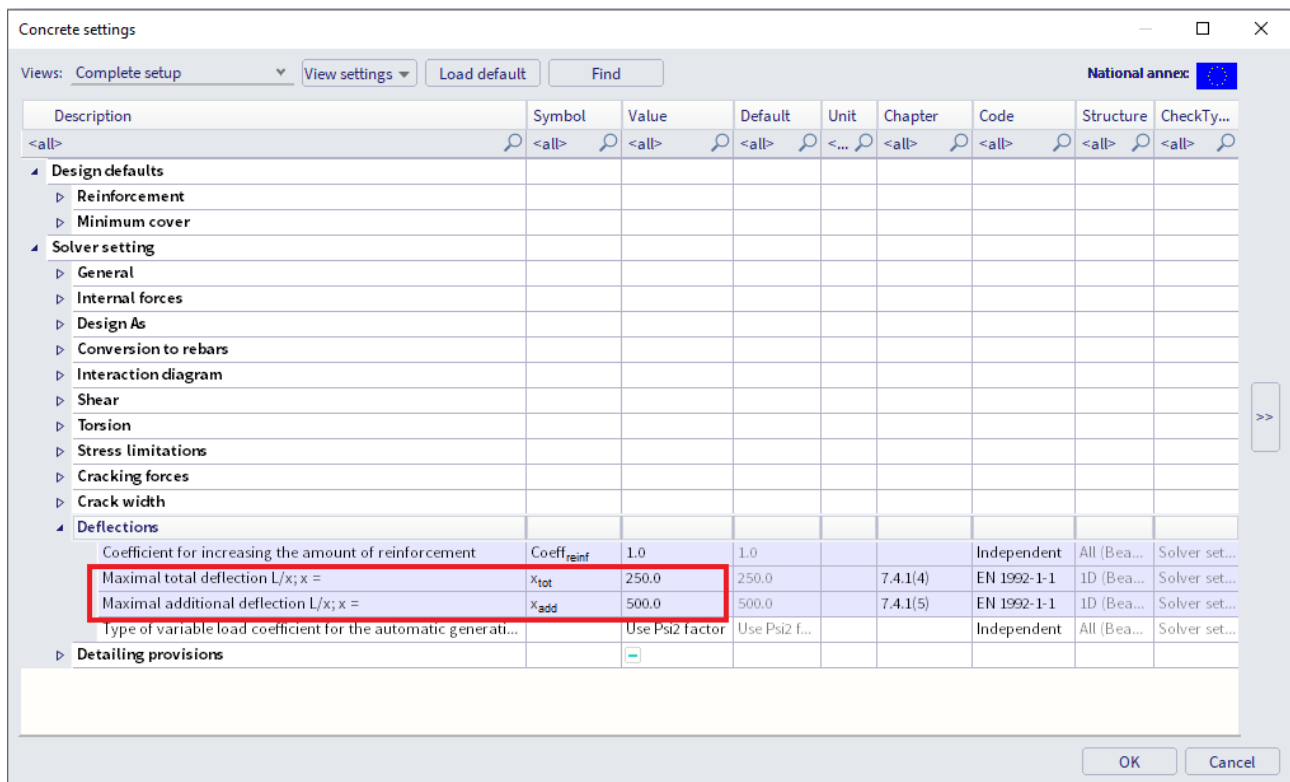 Concrete settings
Views: Complete setup View settings Load default Find National annex:
Description Symbol Value Default Unit Chapter Code Structure CheckTy...
<all> <all> <all> <all> <... <all> <all> <all> <all>
Design defaults
Reinforcement
Minimum cover
Solver setting
General
Internal forces
Design As
Conversion to rebars
Interaction diagram
Shear
Torsion
>>
Stress limitations
Cracking forces
Crack width
Deflections
Coefficient for increasing the amount of reinforcement Coeffreinf 1.0 1.0 Independent All (Bea... Solver set...
Maximal total deflection L/x; x = xtot 250.0 250.0 7.4.1(4) EN 1992-1-1 1D (Bea... Solver set...
Maximal additional deflection L/x; x = xadd 500.0 500.0 7.4.1(5) EN 1992-1-1 1D (Bea... Solver set...
Type of variable load coefficient for the automatic generati... Use Psi2 factor Use Psi2 f... Independent All (Bea... Solver set...
Detailing provisions
OK Cancel